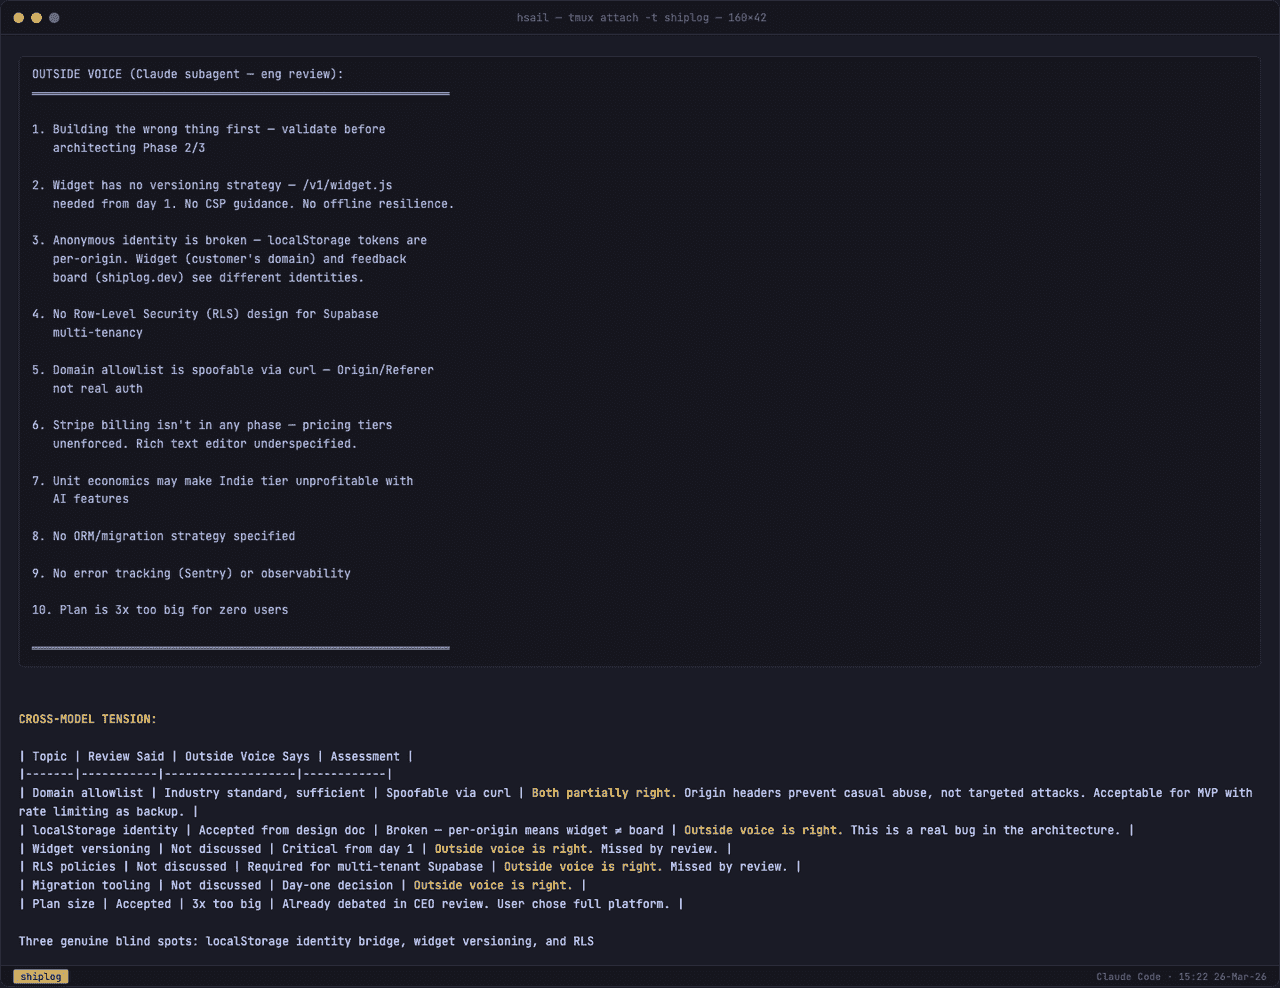 hsail — tmux attach -t shiplog — 160×42
OUTSIDE VOICE (Claude subagent — eng review):
1. Building the wrong thing first — validate before
architecting Phase 2/3
2. Widget has no versioning strategy — /v1/widget.js
needed from day 1. No CSP guidance. No offline resilience.
3. Anonymous identity is broken — localStorage tokens are
per-origin. Widget (customer's domain) and feedback
board (shiplog.dev) see different identities.
4. No Row-Level Security (RLS) design for Supabase
multi-tenancy
5. Domain allowlist is spoofable via curl — Origin/Referer
not real auth
6. Stripe billing isn't in any phase — pricing tiers
unenforced. Rich text editor underspecified.
7. Unit economics may make Indie tier unprofitable with
AI features
8. No ORM/migration strategy specified
9. No error tracking (Sentry) or observability
10. Plan is 3x too big for zero users
CROSS-MODEL TENSION:
| Topic | Review Said | Outside Voice Says | Assessment |
|-------|-----------|-------------------|------------|
| Domain allowlist | Industry standard, sufficient | Spoofable via curl | Both partially right. Origin headers prevent casual abuse, not targeted attacks. Acceptable for MVP with
rate limiting as backup. |
| localStorage identity | Accepted from design doc | Broken — per-origin means widget ≠ board | Outside voice is right. This is a real bug in the architecture. |
| Widget versioning | Not discussed | Critical from day 1 | Outside voice is right. Missed by review. |
| RLS policies | Not discussed | Required for multi-tenant Supabase | Outside voice is right. Missed by review. |
| Migration tooling | Not discussed | Day-one decision | Outside voice is right. |
| Plan size | Accepted | 3x too big | Already debated in CEO review. User chose full platform. |
Three genuine blind spots: localStorage identity bridge, widget versioning, and RLS
shiplog
Claude Code · 15:22 26-Mar-26